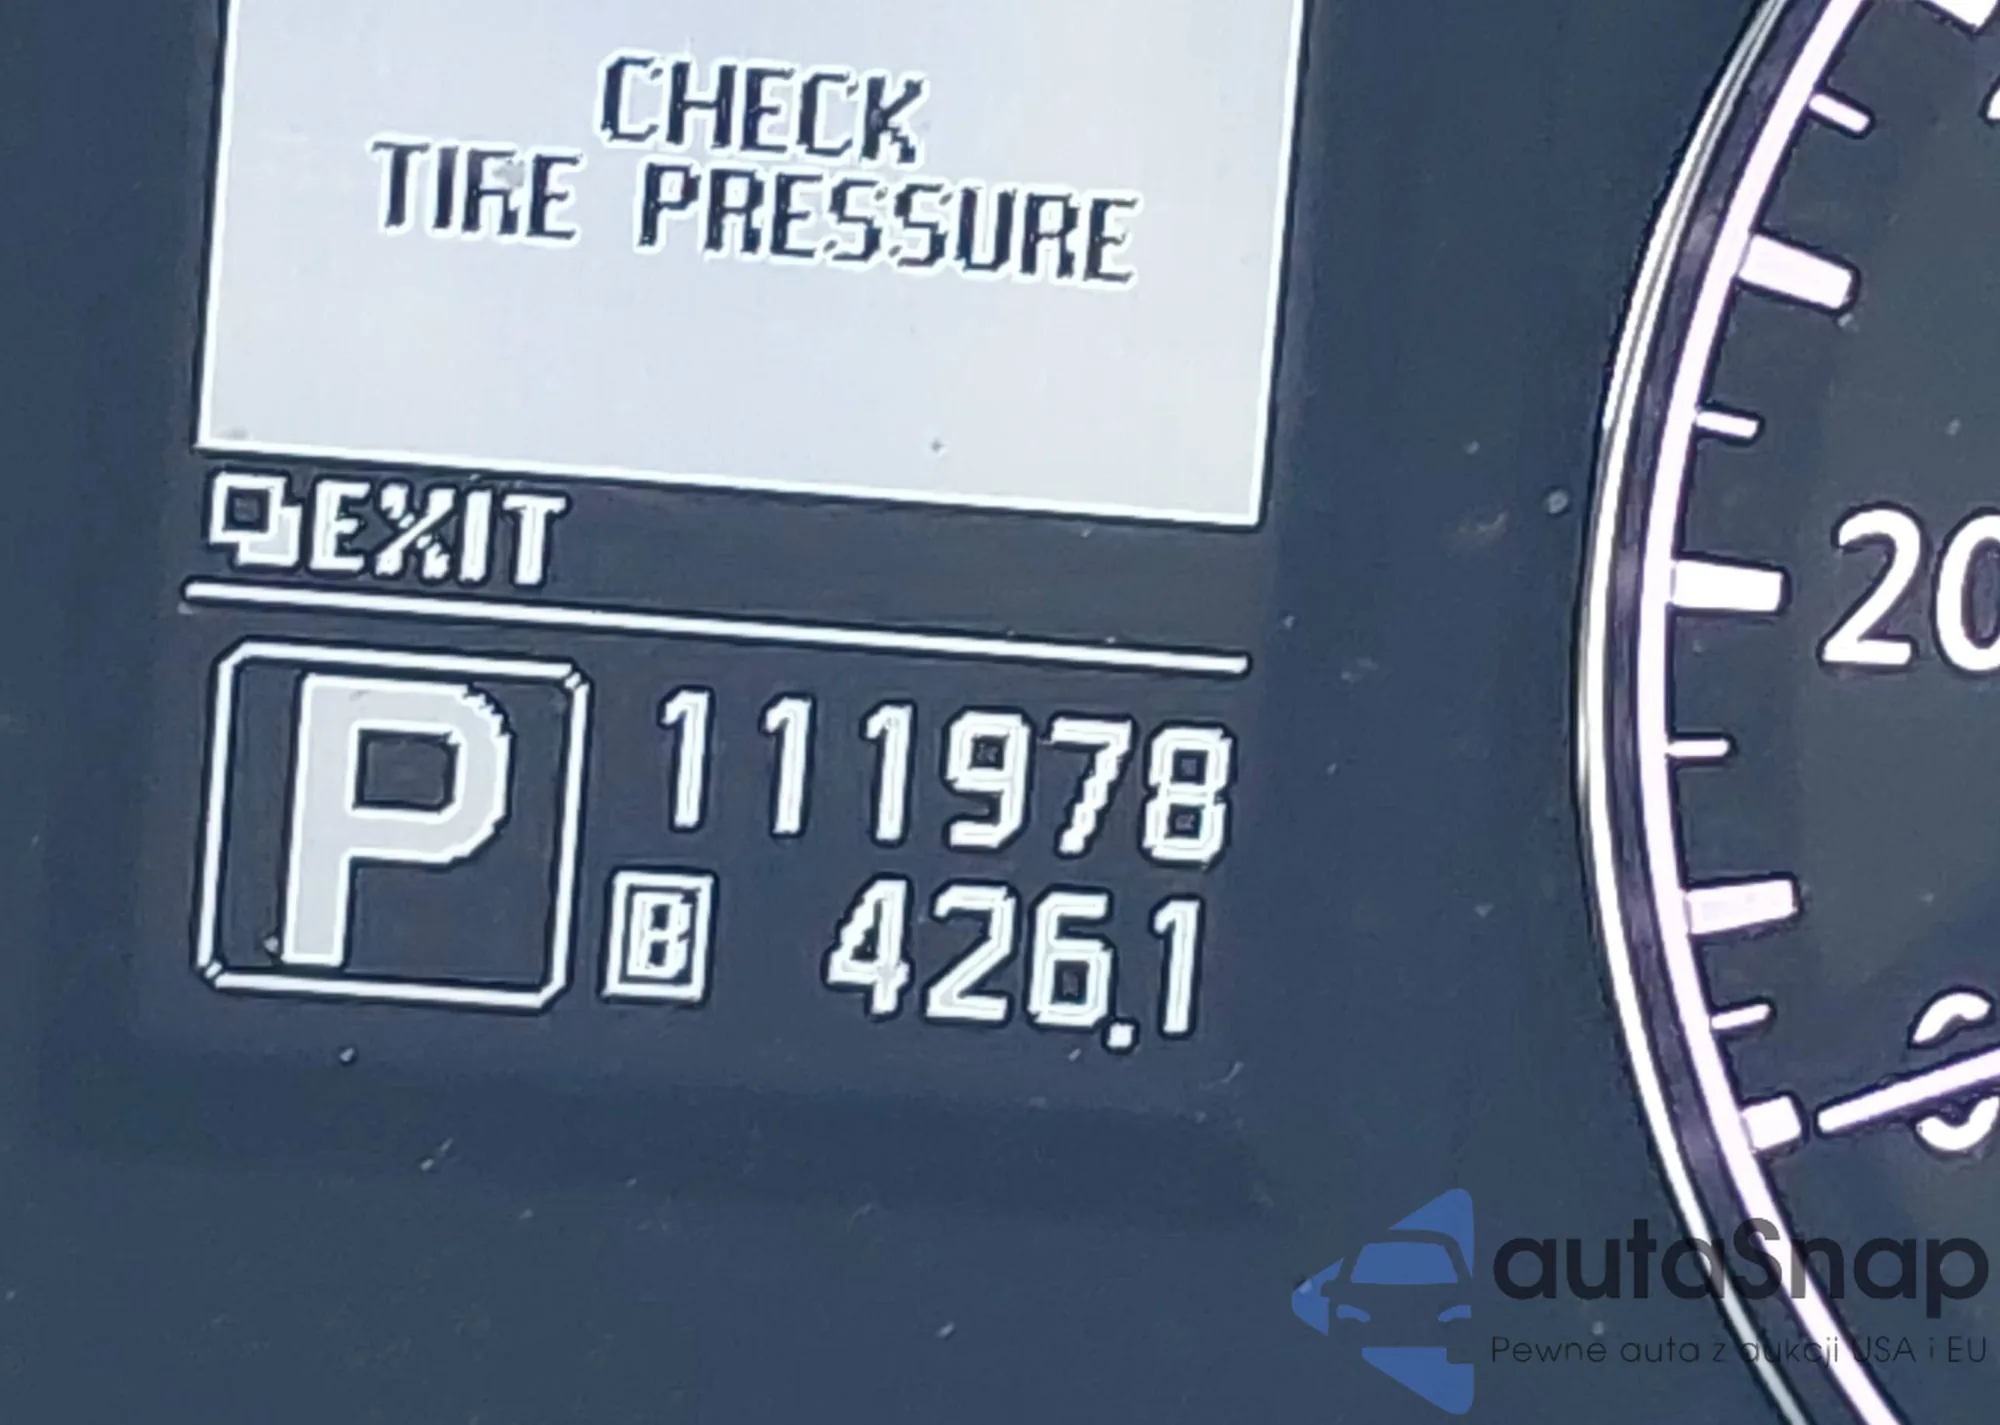 CHECK
TIRE PRESSURE
EXIT
P
111978
B 426.1
20
autoSnap
Pewne auta z aukcji USA i EU